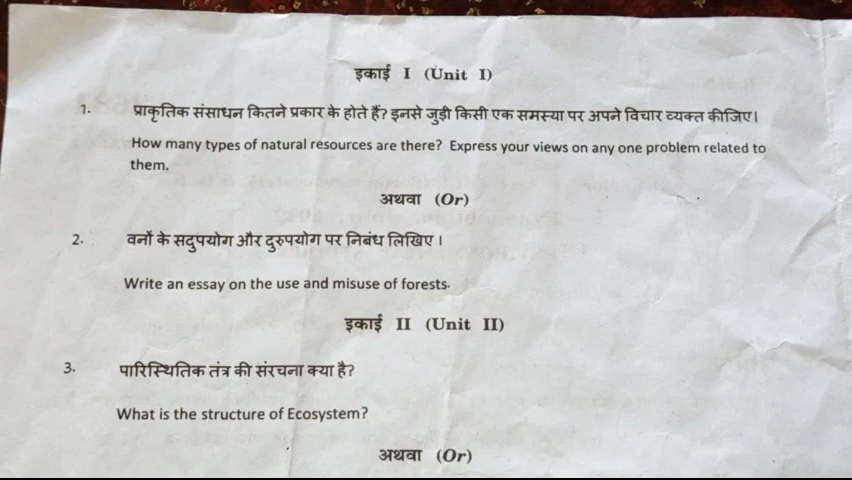 इकाई I (Unit I)
1. प्राकृतिक संसाधन कितने प्रकार के होते हैं? इनसे जुड़ी किसी एक समस्या पर अपने विचार व्यक्त कीजिए।
How many types of natural resources are there? Express your views on any one problem related to
them.
अथवा (Or)
2. वनों के सदुपयोग और दुरुपयोग पर निबंध लिखिए ।
Write an essay on the use and misuse of forests.
इकाई II (Unit II)
3. पारिस्थितिक तंत्र की संरचना क्या है?
What is the structure of Ecosystem?
अथवा (Or)